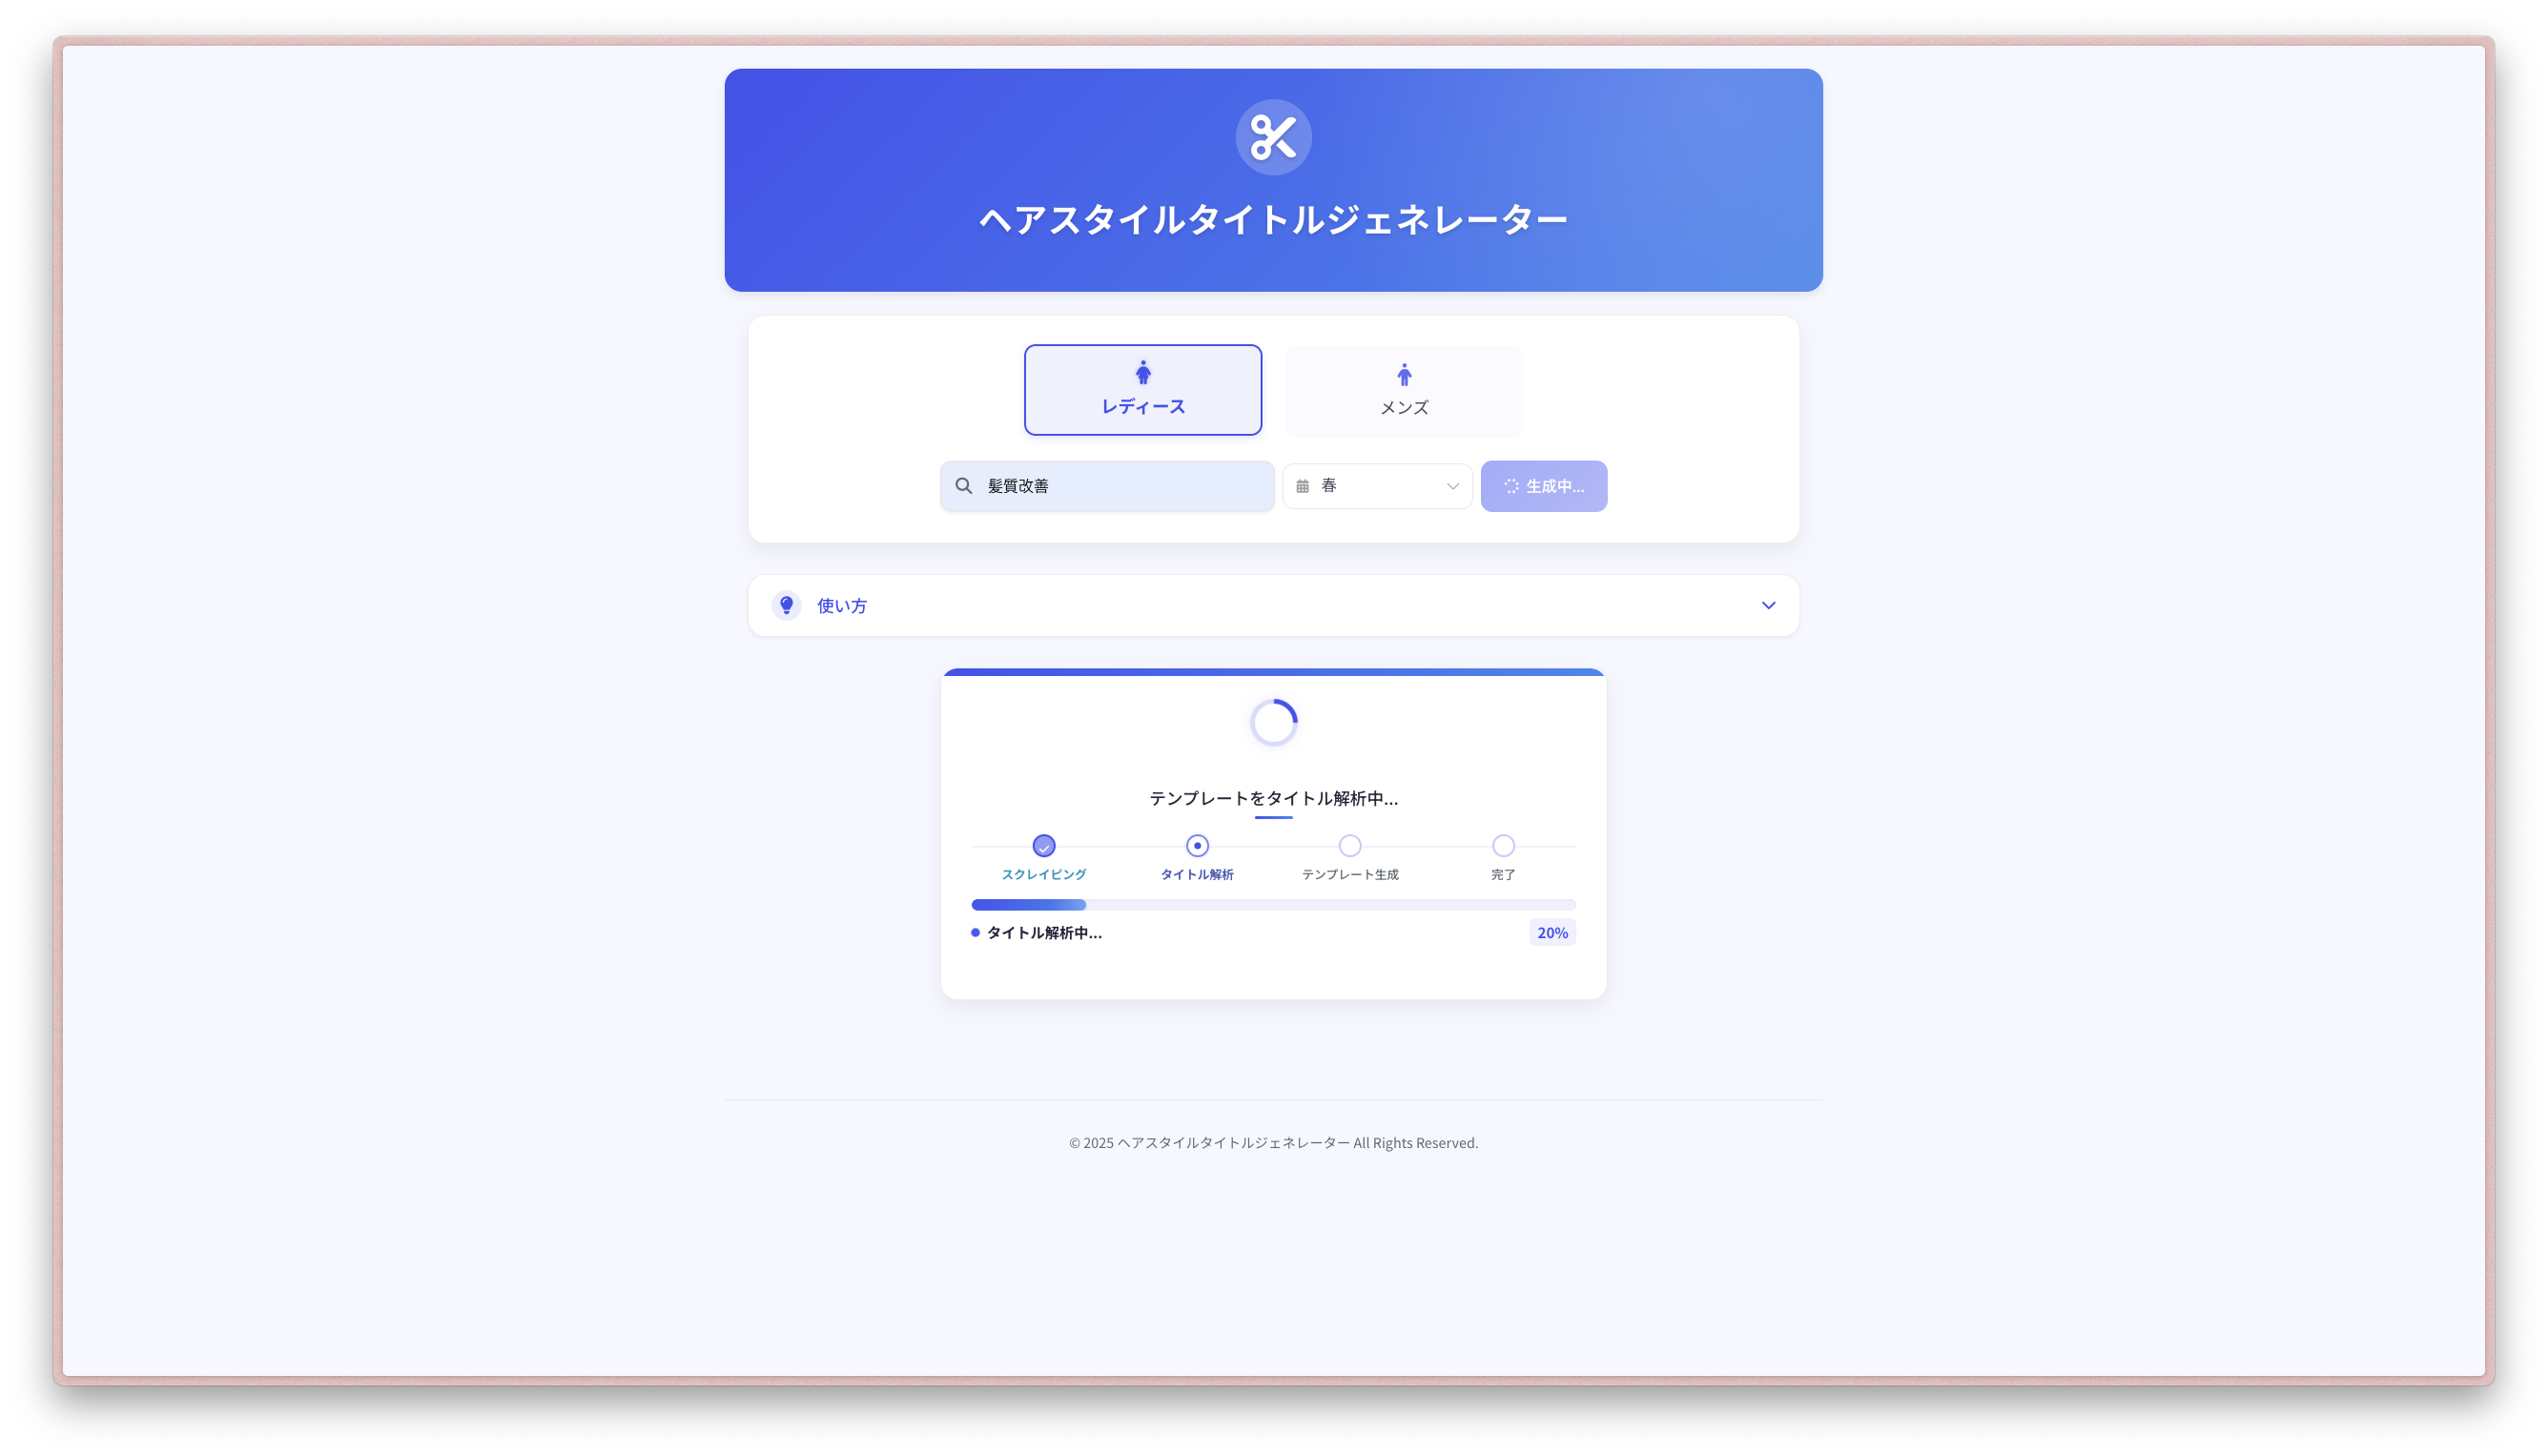 ヘアスタイルタイトルジェネレーター
レディース
メンズ
髪質改善
春
生成中...
使い方
テンプレートをタイトル解析中...
スクレイピング
タイトル解析
テンプレート生成
完了
タイトル解析中...
20%
© 2025 ヘアスタイルタイトルジェネレーター All Rights Reserved.